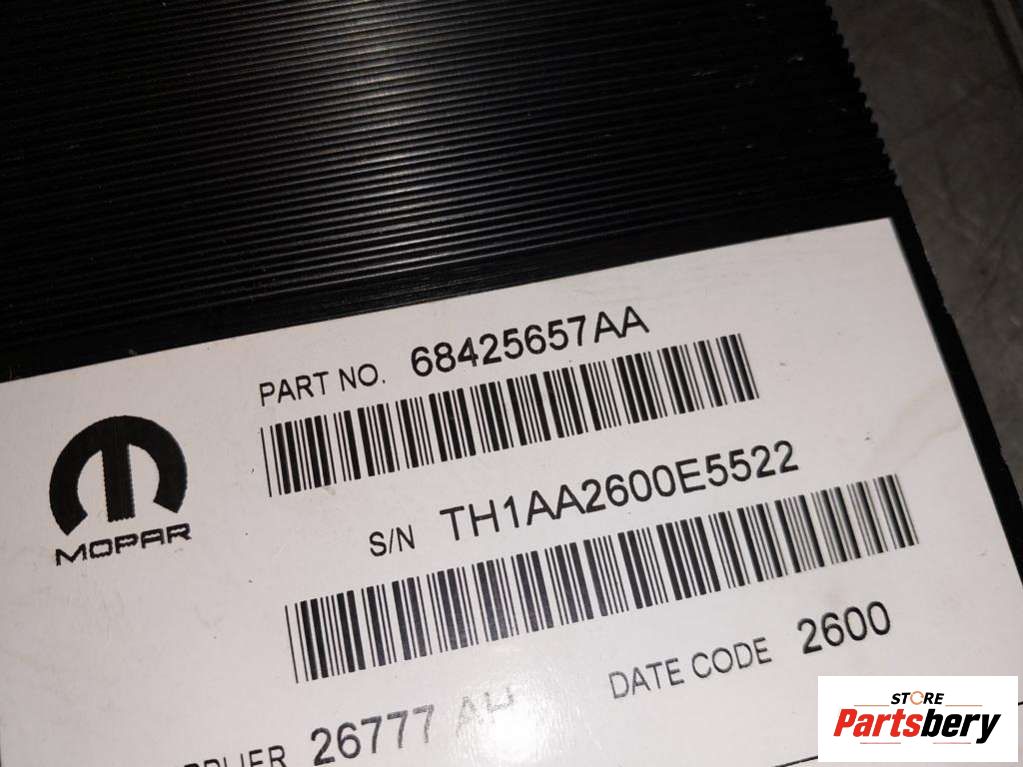 PART NO. 68425657AA
MOPAR
S/N TH1AA2600E5522
DATE CODE 2600
26777
STORE
Partsbery